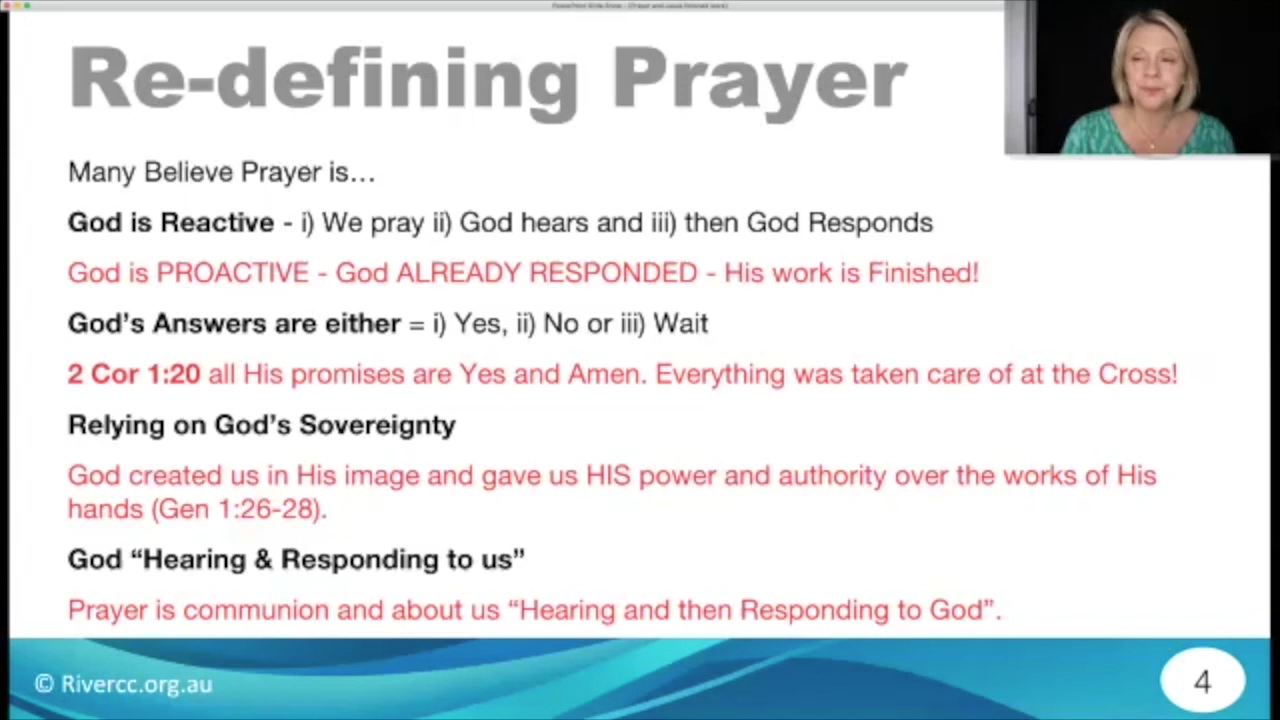 Re-defining Prayer
Many Believe Prayer is…
God is Reactive - i) We pray ii) God hears and iii) then God Responds
God is PROACTIVE - God ALREADY RESPONDED - His work is Finished!
God’s Answers are either = i) Yes, ii) No or iii) Wait
2 Cor 1:20 all His promises are Yes and Amen. Everything was taken care of at the Cross!
Relying on God’s Sovereignty
God created us in His image and gave us HIS power and authority over the works of His
hands (Gen 1:26-28).
God “Hearing & Responding to us”
Prayer is communion and about us “Hearing and then Responding to God”.
© Rivercc.org.au
4